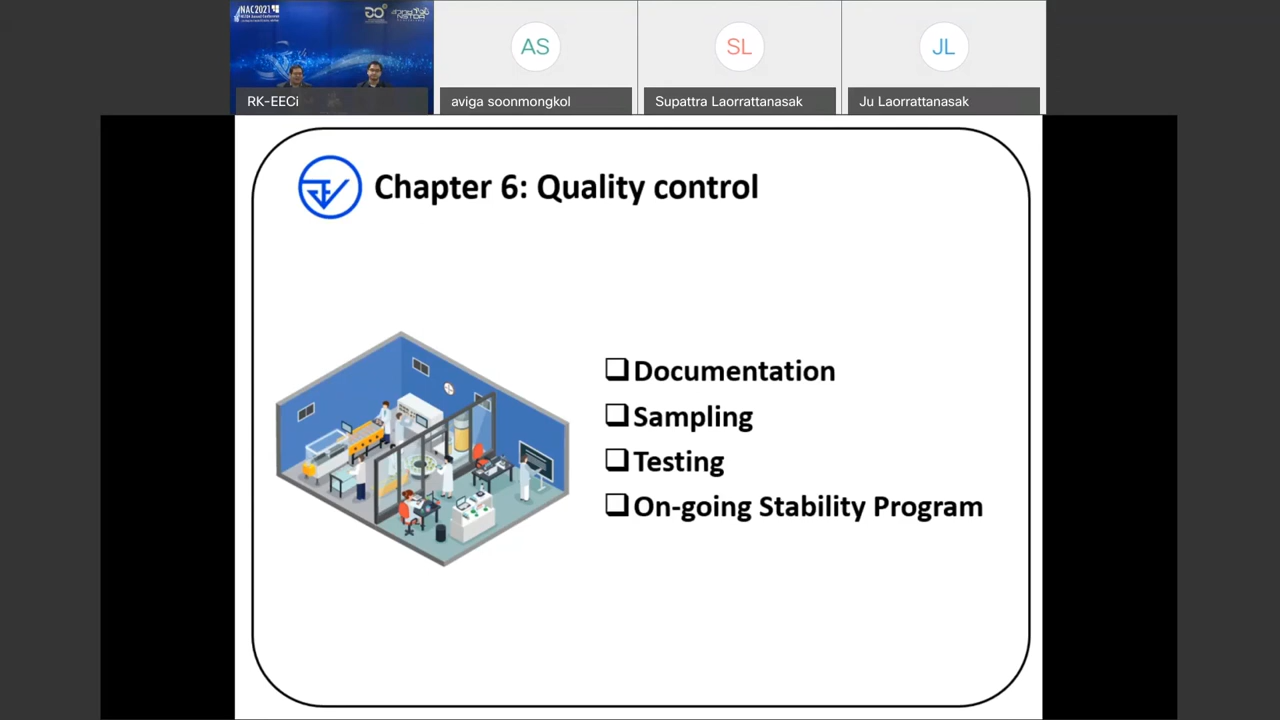 NAC2021
RK-EECi
AS
aviga soonmongkol
SL
Supattra Laorrattanasak
JL
Ju Laorrattanasak
Chapter 6: Quality control
❑Documentation
❑Sampling
❑Testing
❑On-going Stability Program